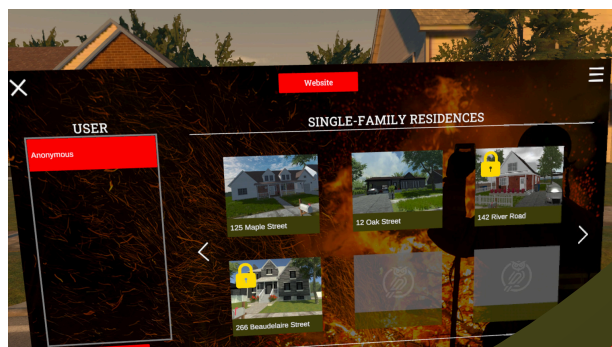 Website
USER
SINGLE-FAMILY RESIDENCES
Anonymous
125 Maple Street
12 Oak Street
142 River Road
266 Beaudelaire Street